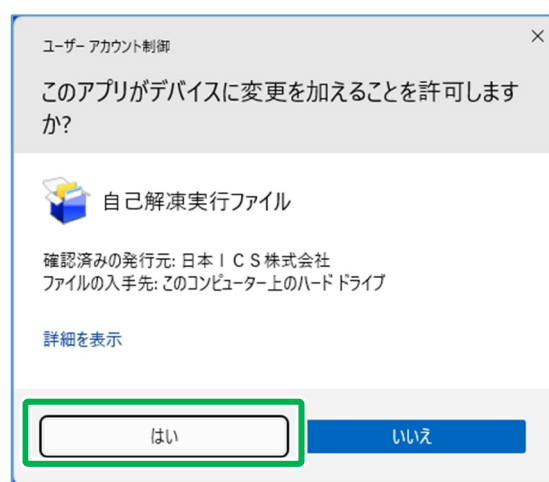 ユーザー アカウント制御
このアプリがデバイスに変更を加えることを許可します
か?
自己解凍実行ファイル
確認済みの発行元: 日本ＩＣＳ株式会社
ファイルの入手先: このコンピューター上のハード ドライブ
詳細を表示
はい
いいえ